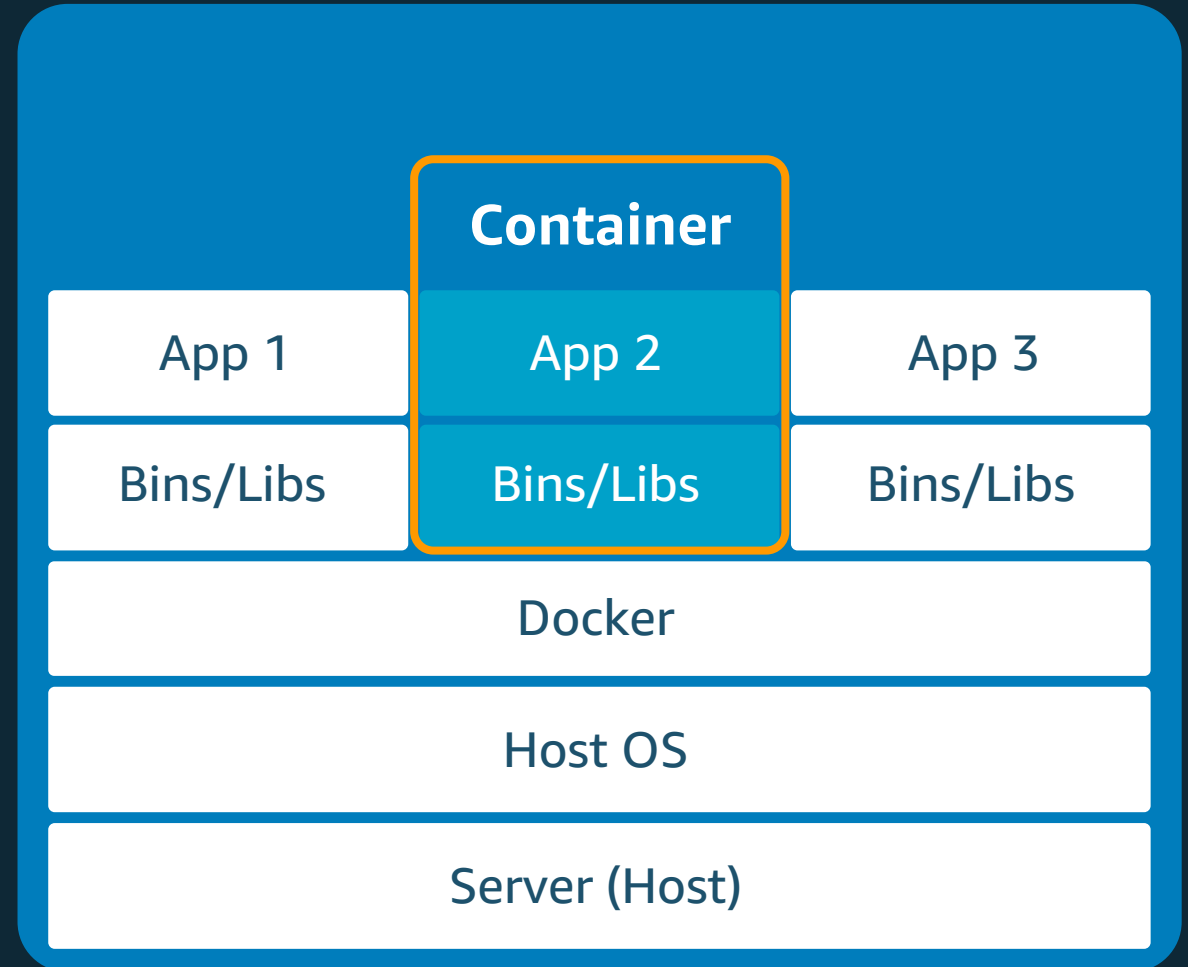 Container
App 1
App 2
App 3
Bins/Libs
Bins/Libs
Bins/Libs
Docker
Host OS
Server (Host)